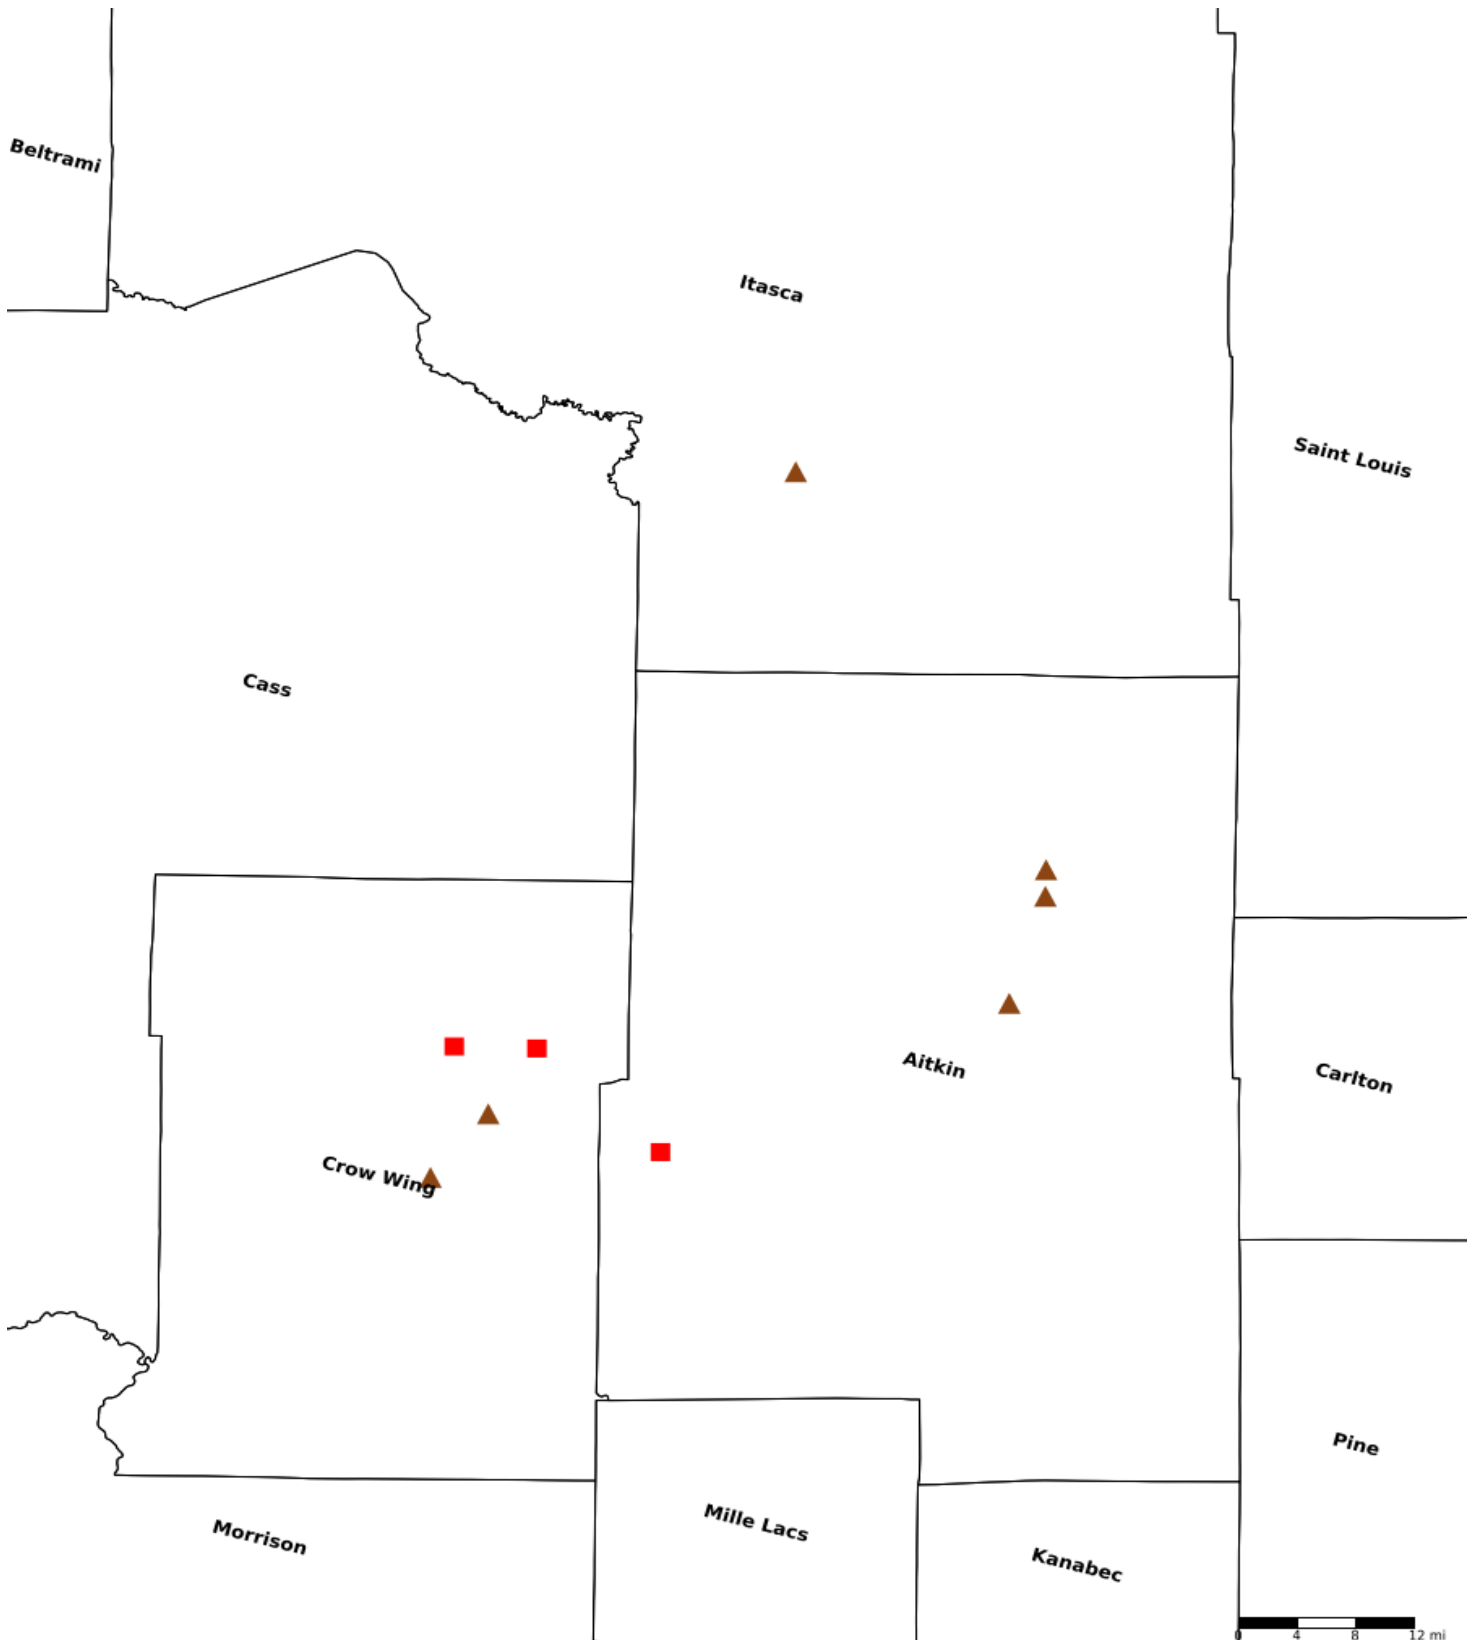 Beltrami
Itasca
Saint Louis
Cass
Aitkin
Carlton
Crow Wing
Pine
Mille Lacs
Morrison
Kanabec
0 4 8 12 mi